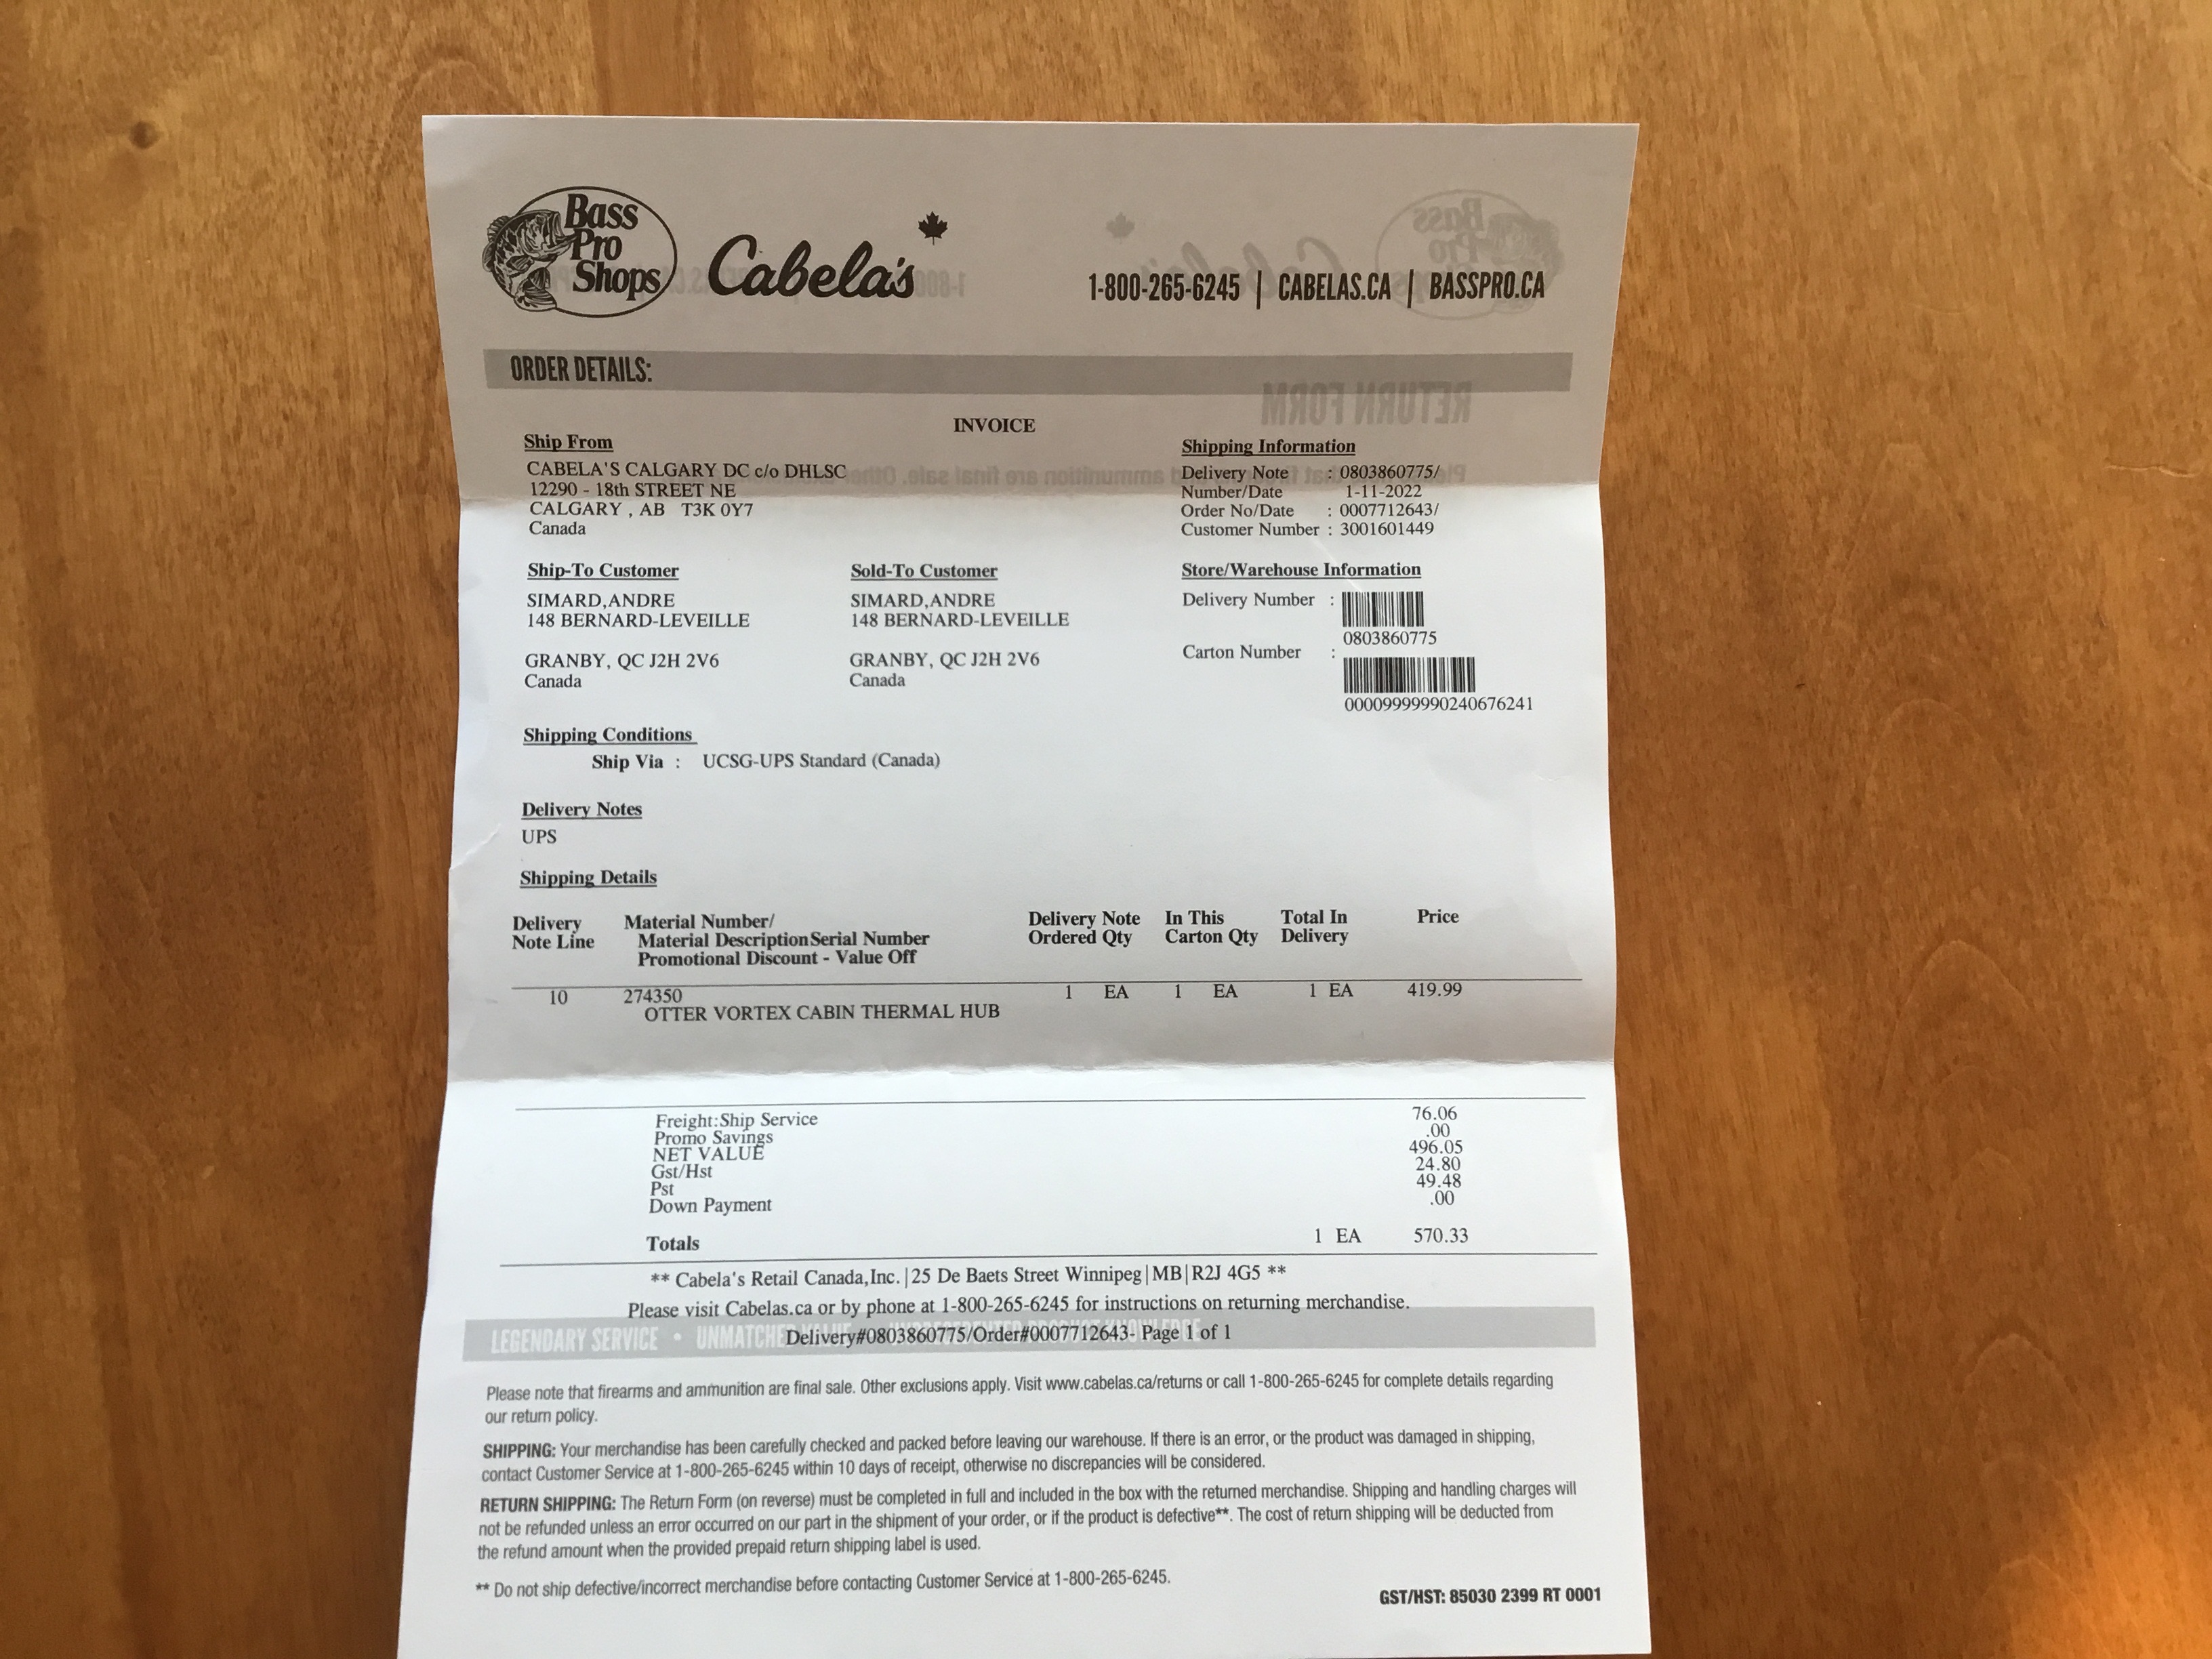 Bass
Pro
Shops
Cabela's
1-800-265-6245 | CABELAS.CA | BASSPRO.CA
ORDER DETAILS:
RETURN FORM
INVOICE
Ship From
CABELA'S CALGARY DC c/o DHLSC
12290 - 18th STREET NE
CALGARY , AB T3K 0Y7
Canada
Shipping Information
Delivery Note : 0803860775/
Number/Date 1-11-2022
Order No/Date : 0007712643/
Customer Number : 3001601449
Ship-To Customer
SIMARD,ANDRE
148 BERNARD-LEVEILLE
GRANBY, QC J2H 2V6
Canada
Sold-To Customer
SIMARD,ANDRE
148 BERNARD-LEVEILLE
GRANBY, QC J2H 2V6
Canada
Store/Warehouse Information
Delivery Number :
0803860775
Carton Number :
00009999990240676241
Shipping Conditions
Ship Via : UCSG-UPS Standard (Canada)
Delivery Notes
UPS
Shipping Details
Delivery Note Line
Material Number/
Material Description Serial Number
Promotional Discount - Value Off
Delivery Note Ordered Qty
In This Carton Qty
Total In Delivery
Price
10 274350 1 EA 1 EA 1 EA 419.99
OTTER VORTEX CABIN THERMAL HUB
Freight:Ship Service 76.06
Promo Savings .00
NET VALUE 496.05
Gst/Hst 24.80
Pst 49.48
Down Payment .00
Totals 1 EA 570.33
** Cabela's Retail Canada,Inc.|25 De Baets Street Winnipeg|MB|R2J 4G5 **
Please visit Cabelas.ca or by phone at 1-800-265-6245 for instructions on returning merchandise.
LEGENDARY SERVICE • UNMATCHED
Delivery#0803860775/Order#0007712643- Page 1 of 1
Please note that firearms and ammunition are final sale. Other exclusions apply. Visit www.cabelas.ca/returns or call 1-800-265-6245 for complete details regarding
our return policy.
SHIPPING: Your merchandise has been carefully checked and packed before leaving our warehouse. If there is an error, or the product was damaged in shipping,
contact Customer Service at 1-800-265-6245 within 10 days of receipt, otherwise no discrepancies will be considered.
RETURN SHIPPING: The Return Form (on reverse) must be completed in full and included in the box with the returned merchandise. Shipping and handling charges will
not be refunded unless an error occurred on our part in the shipment of your order, or if the product is defective**. The cost of return shipping will be deducted from
the refund amount when the provided prepaid return shipping label is used.
** Do not ship defective/incorrect merchandise before contacting Customer Service at 1-800-265-6245.
GST/HST: 85030 2399 RT 0001